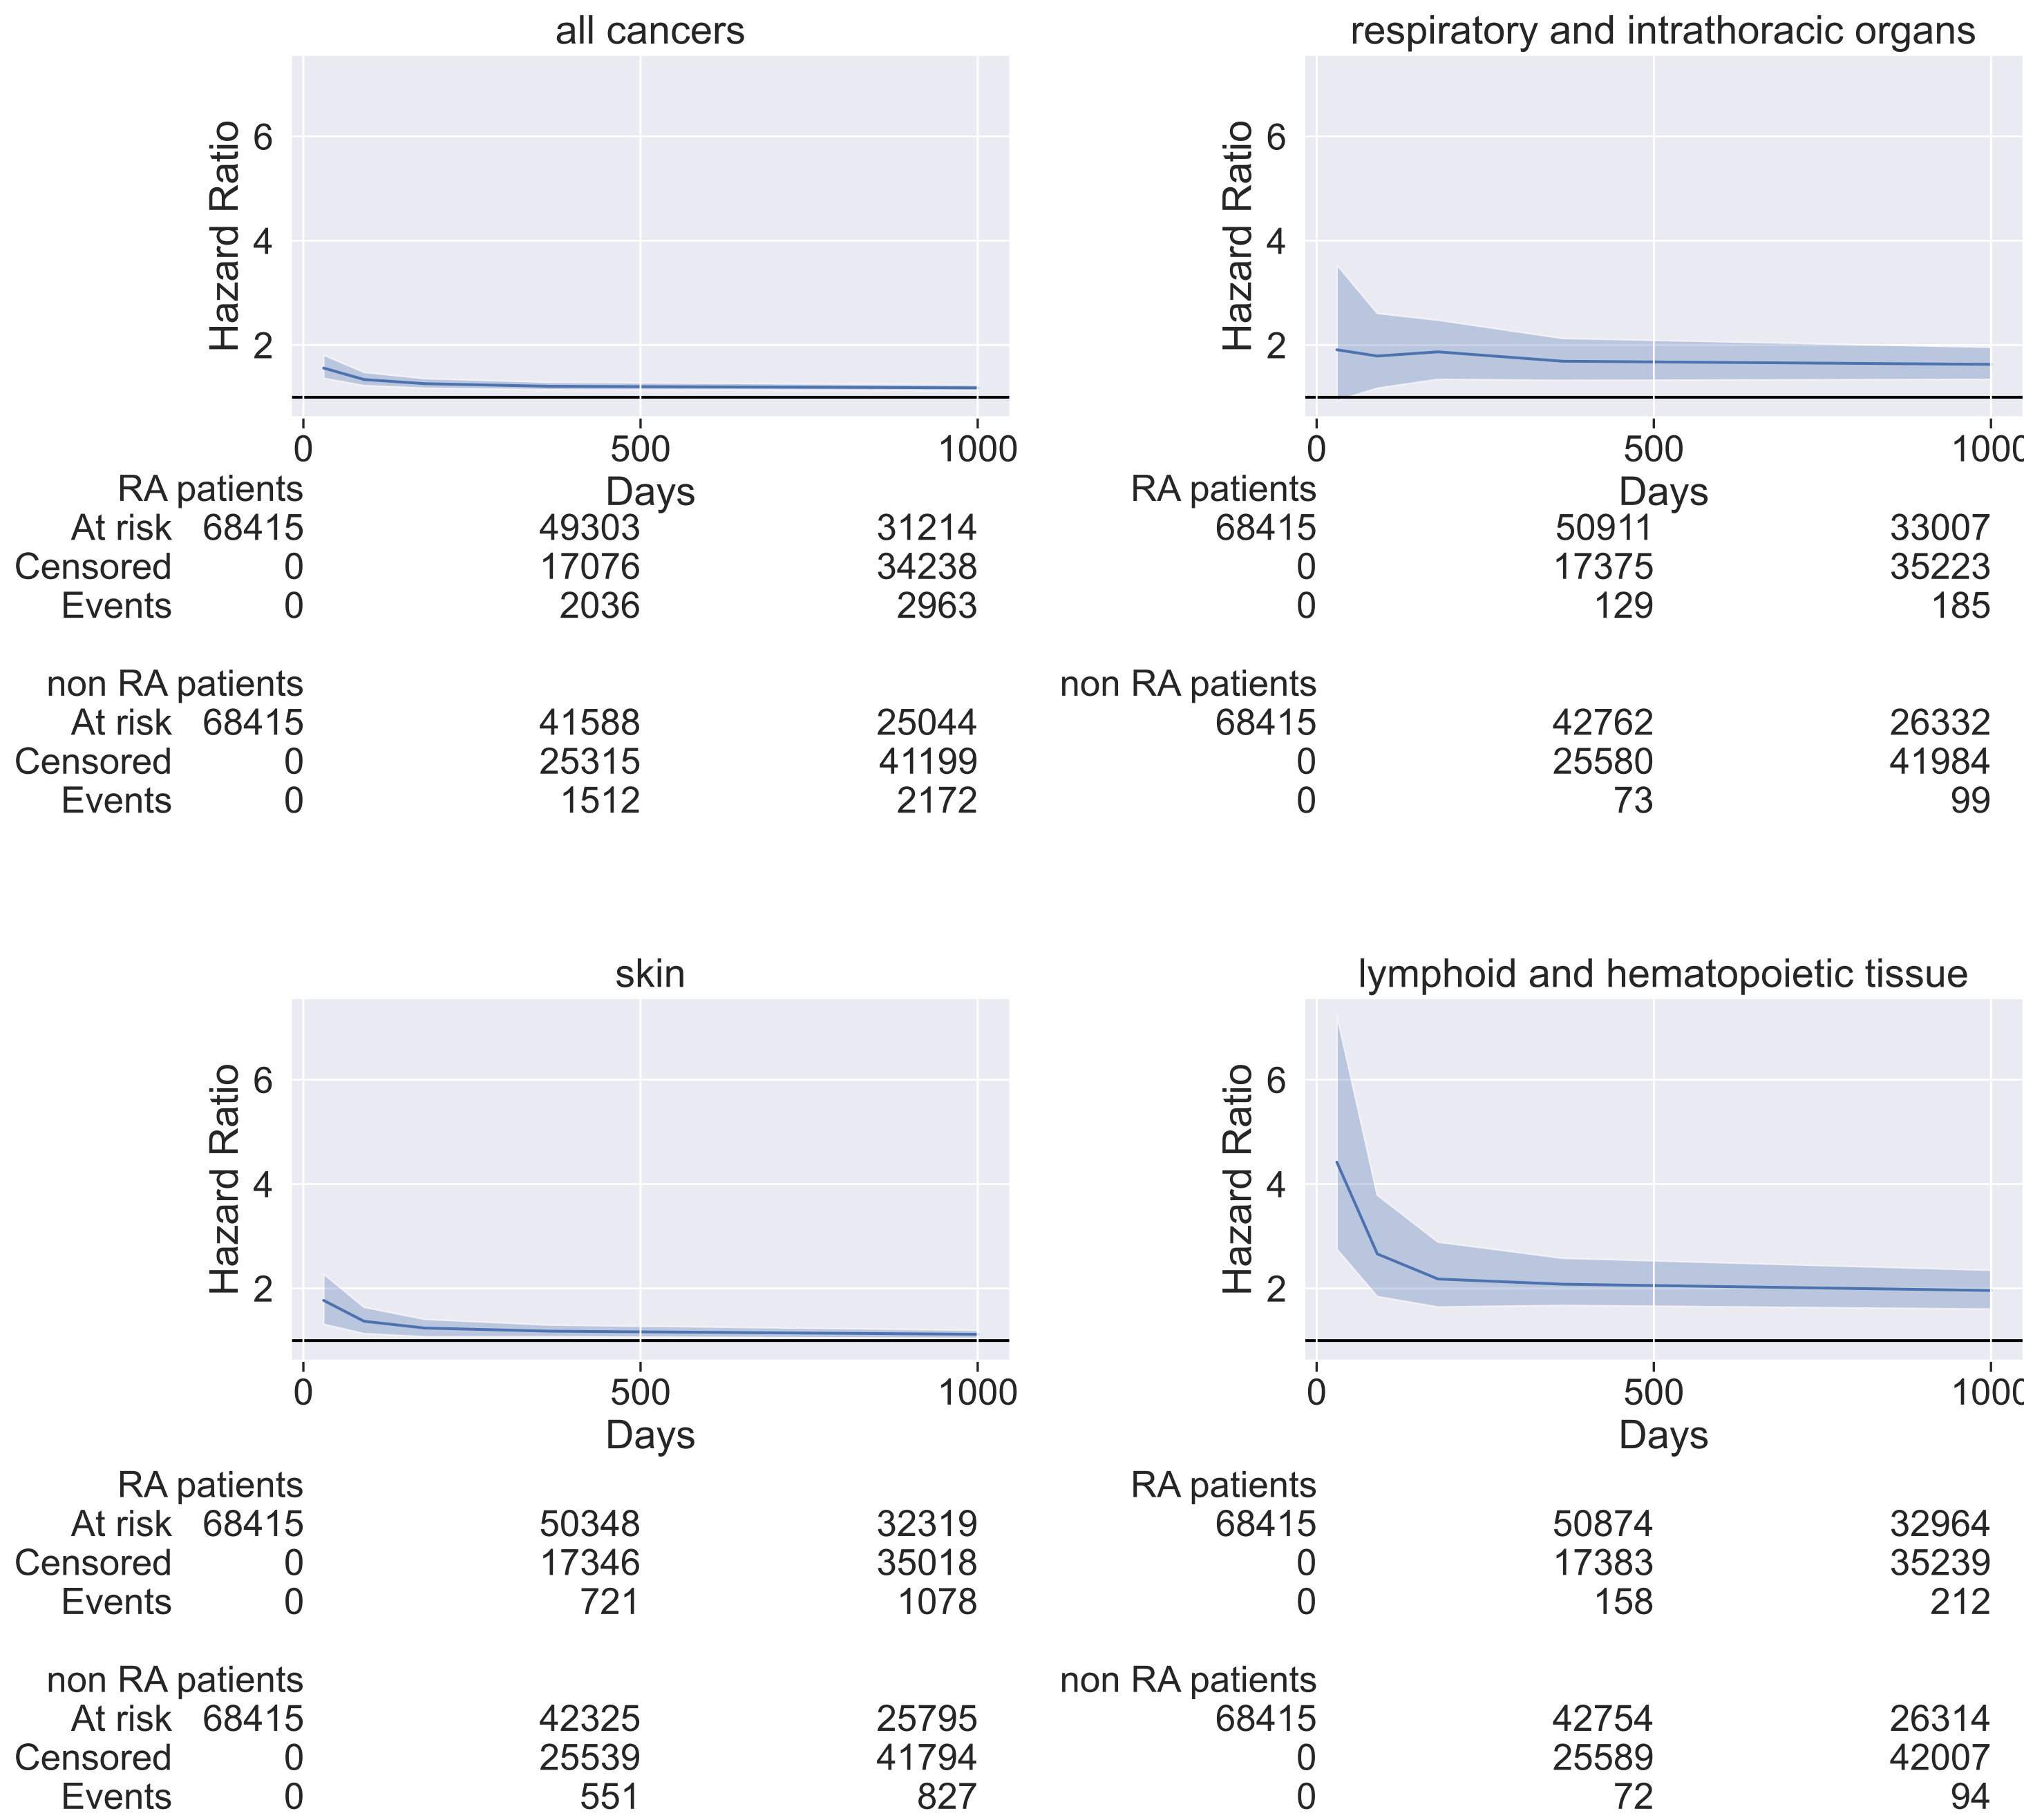 all cancers
Hazard Ratio
6
4
2
0 500 1000
Days
RA patients
At risk 68415 49303 31214
Censored 0 17076 34238
Events 0 2036 2963
non RA patients
At risk 68415 41588 25044
Censored 0 25315 41199
Events 0 1512 2172
respiratory and intrathoracic organs
Hazard Ratio
6
4
2
0 500 1000
Days
RA patients
68415 50911 33007
0 17375 35223
0 129 185
non RA patients
68415 42762 26332
0 25580 41984
0 73 99
skin
Hazard Ratio
6
4
2
0 500 1000
Days
RA patients
At risk 68415 50348 32319
Censored 0 17346 35018
Events 0 721 1078
non RA patients
At risk 68415 42325 25795
Censored 0 25539 41794
Events 0 551 827
lymphoid and hematopoietic tissue
Hazard Ratio
6
4
2
0 500 1000
Days
RA patients
68415 50874 32964
0 17383 35239
0 158 212
non RA patients
68415 42754 26314
0 25589 42007
0 72 94